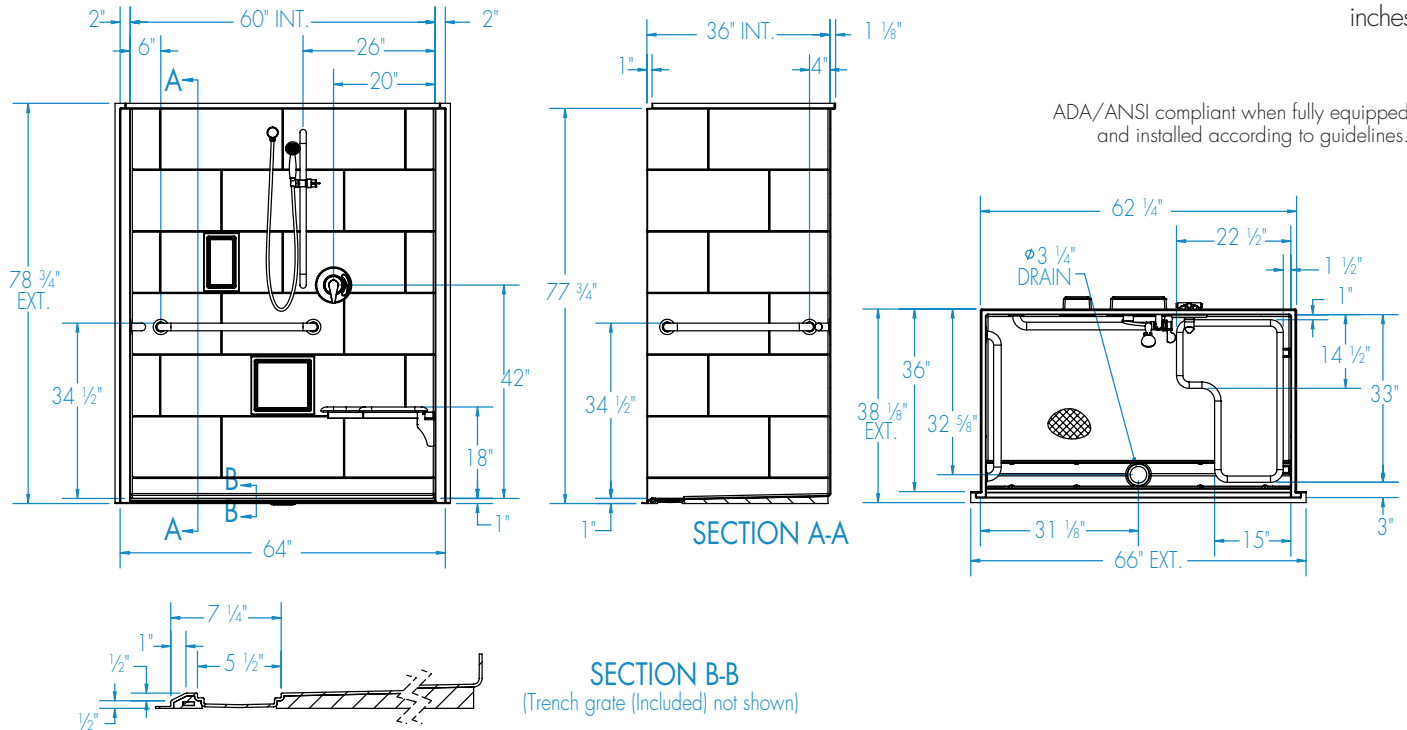 inches
ADA/ANSI compliant when fully equipped
and installed according to guidelines.
2"
60" INT.
2"
6"
26"
20"
A
78 ¾"
EXT.
34 ½"
42"
18"
B
B
A
1"
64"
36" INT.
1 ⅛"
1"
4"
77 ¾"
34 ½"
1"
SECTION A-A
62 ¼"
22 ½"
ø3 ¼"
DRAIN
1 ½"
1"
14 ½"
33"
36"
38 ⅛"
EXT.
32 ⅝"
31 ⅛"
15"
3"
66" EXT.
7 ¼"
1"
5 ½"
½"
½"
SECTION B-B
(Trench grate (Included) not shown)